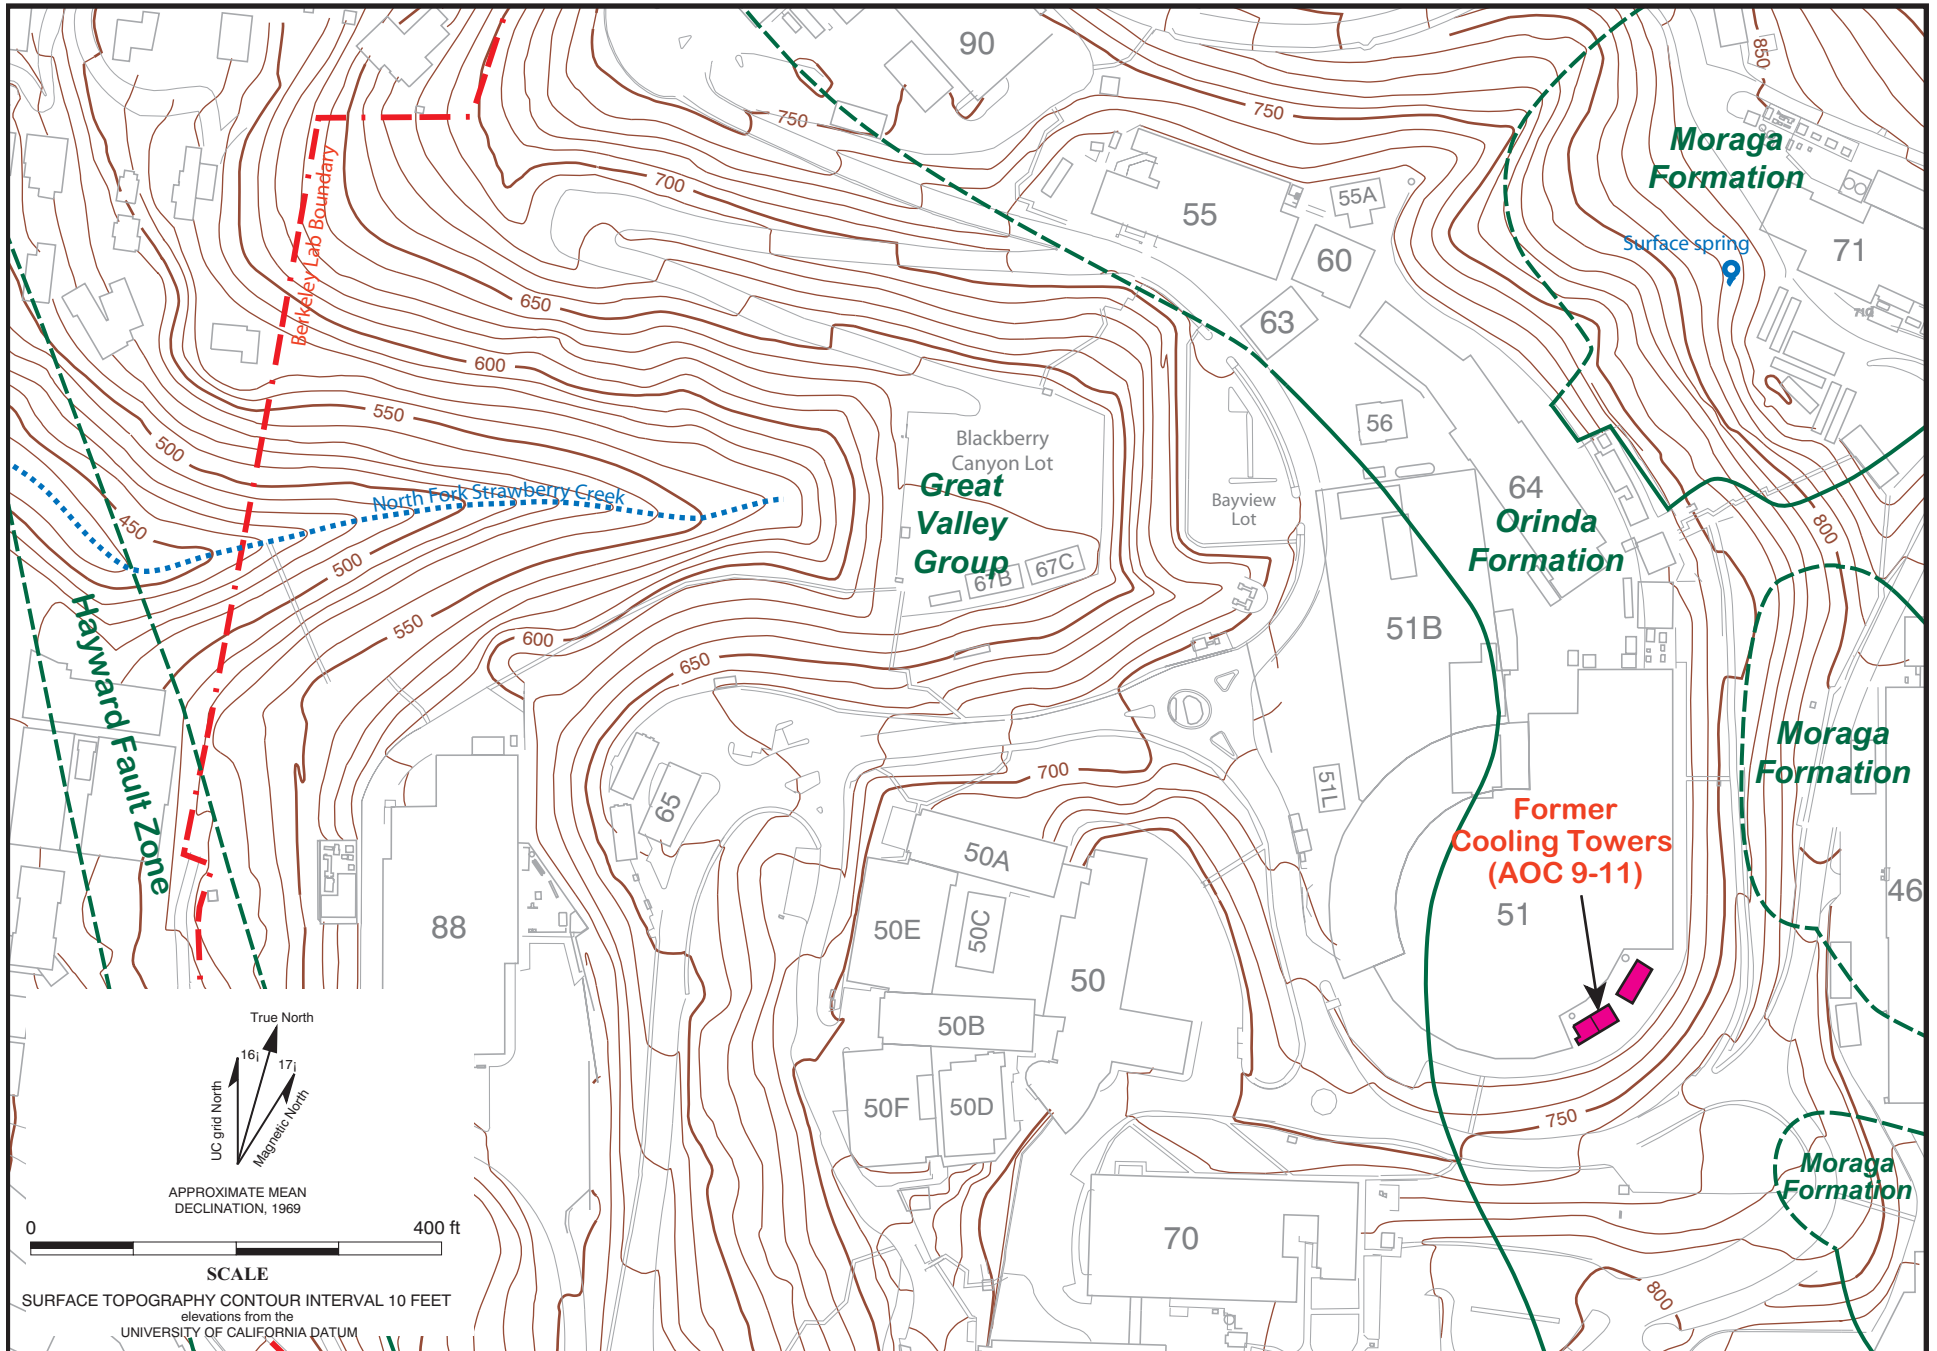 90
850
750
750
Moraga
Formation
Berkeley Lab Boundary
700
55
55A
60
Surface spring
71
650
63
600
550
56
500
Blackberry
Canyon Lot
Great
Valley
Group
North Fork Strawberry Creek
Bayview
Lot
64
Orinda
Formation
450
800
500
67B
67C
550
600
51B
Hayward Fault Zone
650
Moraga
Formation
700
51L
65
Former
Cooling Towers
(AOC 9-11)
50A
46
88
50E
50C
51
50
50B
True North
16¡
17¡
UC grid North
Magnetic North
50F
50D
750
Moraga
Formation
APPROXIMATE MEAN
DECLINATION, 1969
0
400 ft
70
SCALE
800
SURFACE TOPOGRAPHY CONTOUR INTERVAL 10 FEET
elevations from the
UNIVERSITY OF CALIFORNIA DATUM